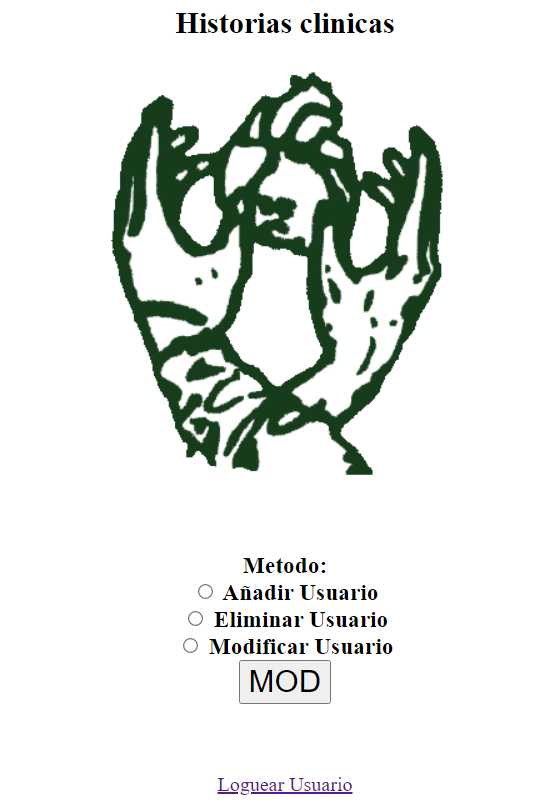 Historias clinicas
Metodo:
Añadir Usuario
Eliminar Usuario
Modificar Usuario
MOD
Loguear Usuario